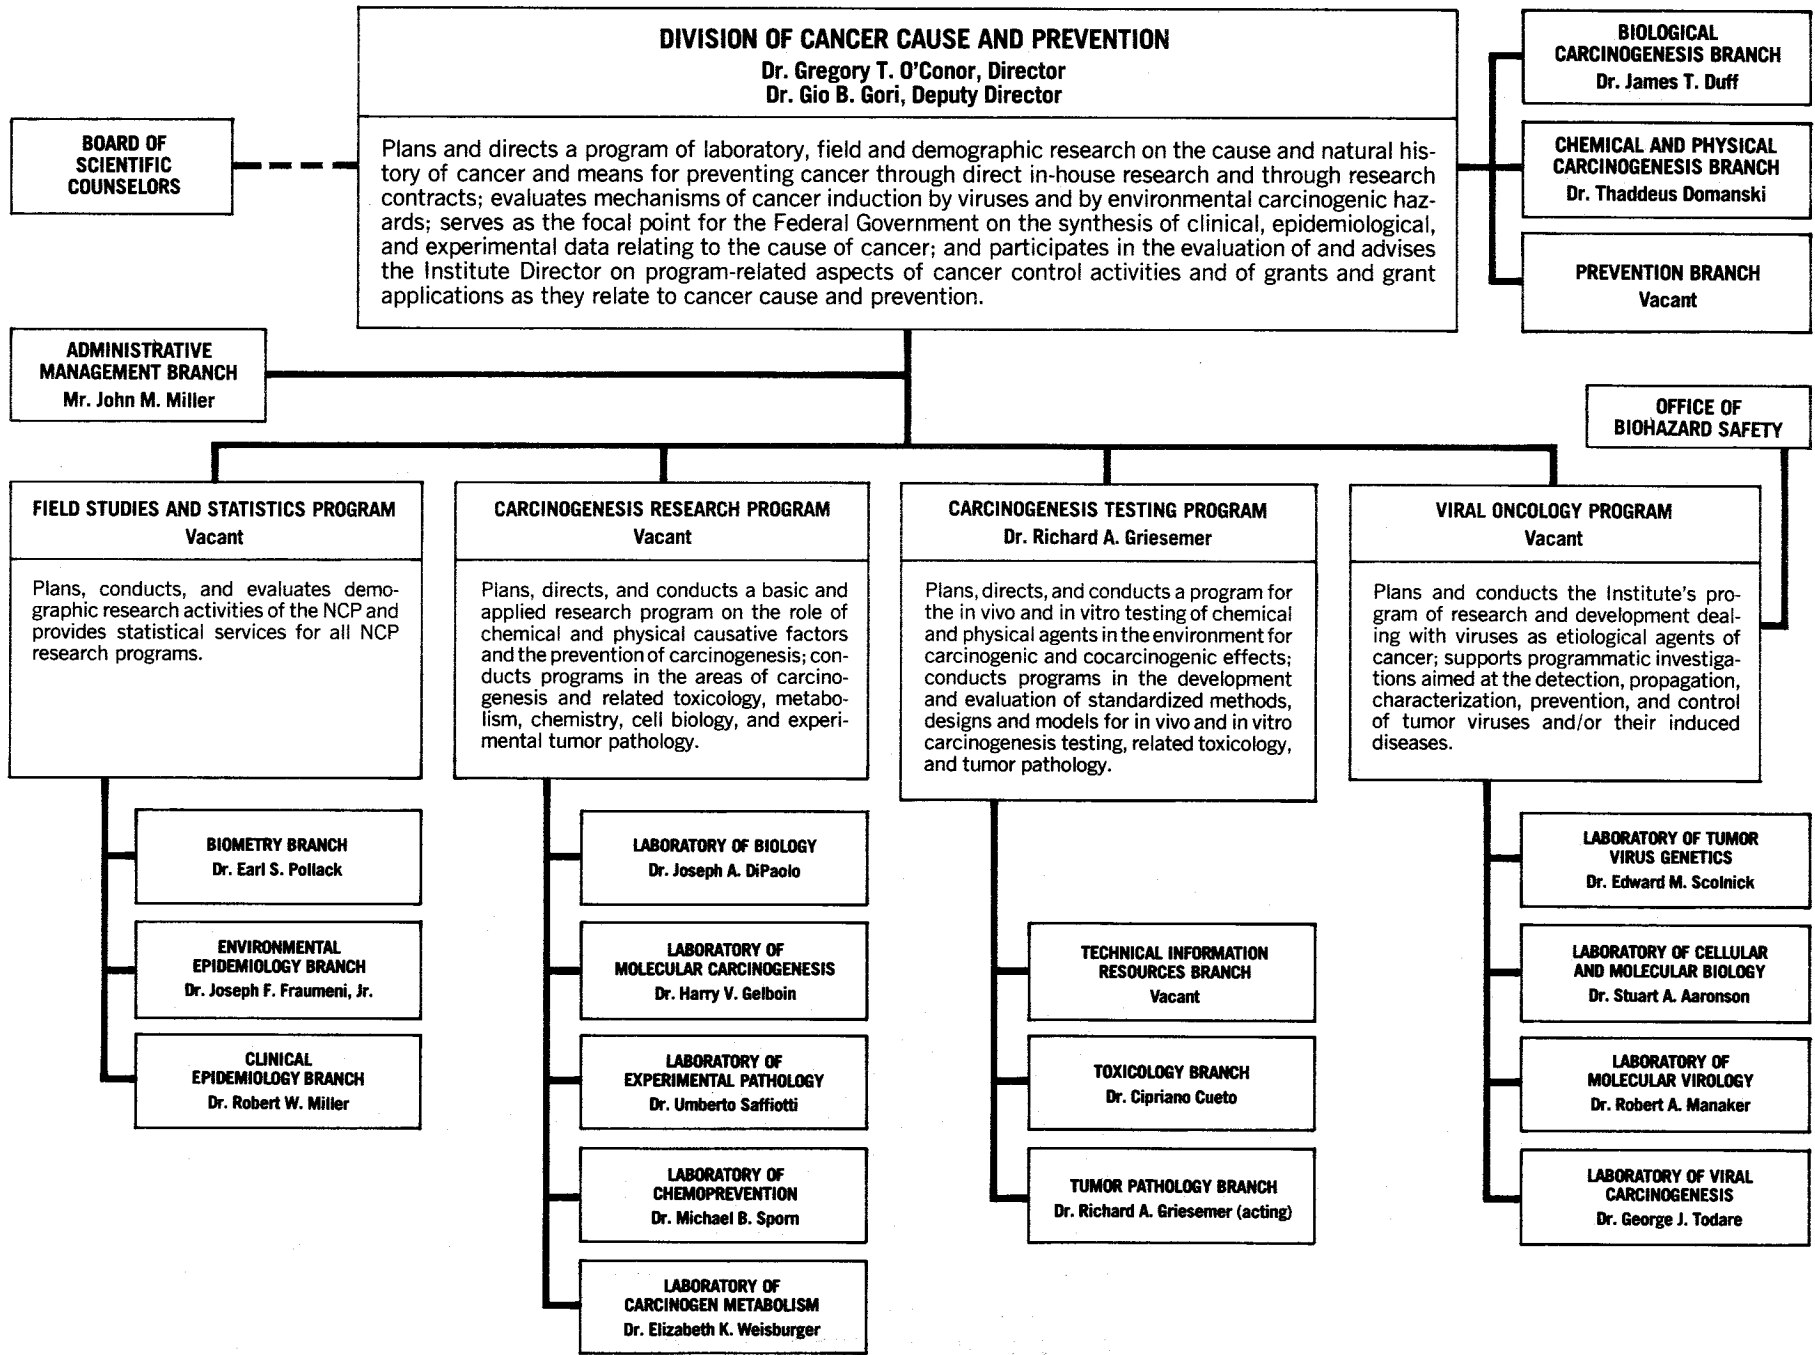 DIVISION OF CANCER CAUSE AND PREVENTION
Dr. Gregory T. O'Conor, Director
Dr. Gio B. Gori, Deputy Director
Plans and directs a program of laboratory, field and demographic research on the cause and natural his-
tory of cancer and means for preventing cancer through direct in-house research and through research
contracts; evaluates mechanisms of cancer induction by viruses and by environmental carcinogenic haz-
ards; serves as the focal point for the Federal Government on the synthesis of clinical, epidemiological,
and experimental data relating to the cause of cancer; and participates in the evaluation of and advises
the Institute Director on program-related aspects of cancer control activities and of grants and grant
applications as they relate to cancer cause and prevention.
BOARD OF
SCIENTIFIC
COUNSELORS
BIOLOGICAL
CARCINOGENESIS BRANCH
Dr. James T. Duff
CHEMICAL AND PHYSICAL
CARCINOGENESIS BRANCH
Dr. Thaddeus Domanski
PREVENTION BRANCH
Vacant
ADMINISTRATIVE
MANAGEMENT BRANCH
Mr. John M. Miller
OFFICE OF
BIOHAZARD SAFETY
FIELD STUDIES AND STATISTICS PROGRAM
Vacant
Plans, conducts, and evaluates demo-
graphic research activities of the NCP and
provides statistical services for all NCP
research programs.
BIOMETRY BRANCH
Dr. Earl S. Pollack
ENVIRONMENTAL
EPIDEMIOLOGY BRANCH
Dr. Joseph F. Fraumeni, Jr.
CLINICAL
EPIDEMIOLOGY BRANCH
Dr. Robert W. Miller
CARCINOGENESIS RESEARCH PROGRAM
Vacant
Plans, directs, and conducts a basic and
applied research program on the role of
chemical and physical causative factors
and the prevention of carcinogenesis; con-
ducts programs in the areas of carcino-
genesis and related toxicology, metabo-
lism, chemistry, cell biology, and experi-
mental tumor pathology.
LABORATORY OF BIOLOGY
Dr. Joseph A. DiPaolo
LABORATORY OF
MOLECULAR CARCINOGENESIS
Dr. Harry V. Gelboin
LABORATORY OF
EXPERIMENTAL PATHOLOGY
Dr. Umberto Saffiotti
LABORATORY OF
CHEMOPREVENTION
Dr. Michael B. Sporn
LABORATORY OF
CARCINOGEN METABOLISM
Dr. Elizabeth K. Weisburger
CARCINOGENESIS TESTING PROGRAM
Dr. Richard A. Griesemer
Plans, directs, and conducts a program for
the in vivo and in vitro testing of chemical
and physical agents in the environment for
carcinogenic and cocarcinogenic effects;
conducts programs in the development
and evaluation of standardized methods,
designs and models for in vivo and in vitro
carcinogenesis testing, related toxicology,
and tumor pathology.
TECHNICAL INFORMATION
RESOURCES BRANCH
Vacant
TOXICOLOGY BRANCH
Dr. Cipriano Cueto
TUMOR PATHOLOGY BRANCH
Dr. Richard A. Griesemer (acting)
VIRAL ONCOLOGY PROGRAM
Vacant
Plans and conducts the Institute's pro-
gram of research and development deal-
ing with viruses as etiological agents of
cancer; supports programmatic investiga-
tions aimed at the detection, propagation,
characterization, prevention, and control
of tumor viruses and/or their induced
diseases.
LABORATORY OF TUMOR
VIRUS GENETICS
Dr. Edward M. Scolnick
LABORATORY OF CELLULAR
AND MOLECULAR BIOLOGY
Dr. Stuart A. Aaronson
LABORATORY OF
MOLECULAR VIROLOGY
Dr. Robert A. Manaker
LABORATORY OF VIRAL
CARCINOGENESIS
Dr. George J. Todare